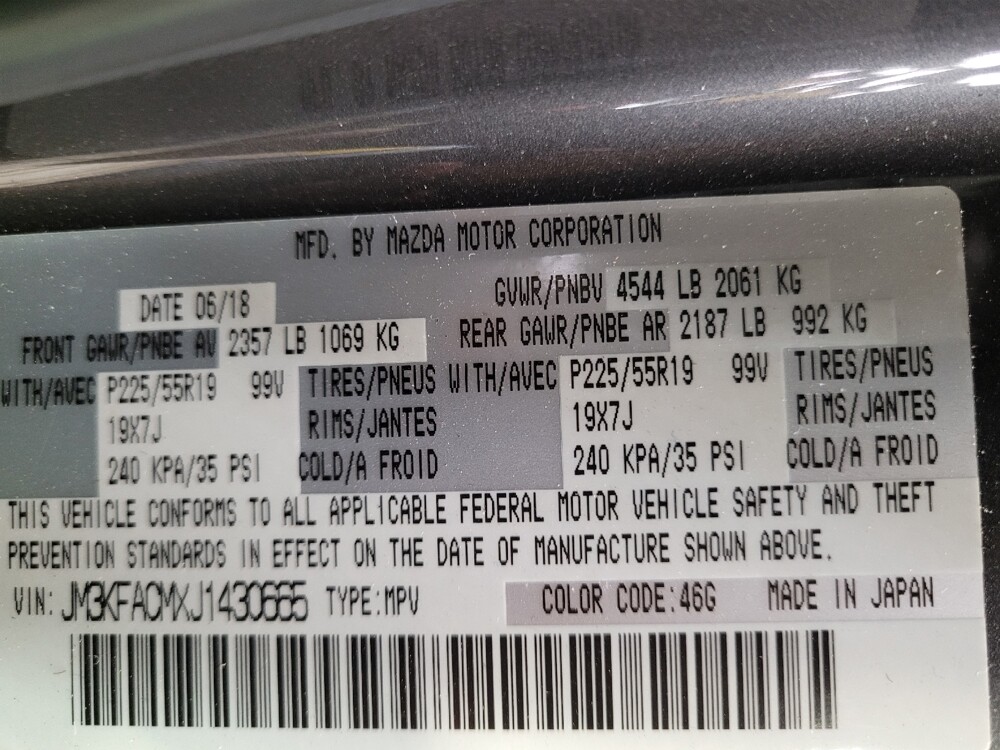 MFD. BY MAZDA MOTOR CORPORATION
DATE 06/18 GVWR/PNBV 4544 LB 2061 KG
FRONT GAWR/PNBE AV 2357 LB 1069 KG REAR GAWR/PNBE AR 2187 LB 992 KG
WITH/AVEC P225/55R19 99V TIRES/PNEUS WITH/AVEC P225/55R19 99V TIRES/PNEUS
19X7J RIMS/JANTES 19X7J RIMS/JANTES
240 KPA/35 PSI COLD/A FROID 240 KPA/35 PSI COLD/A FROID
THIS VEHICLE CONFORMS TO ALL APPLICABLE FEDERAL MOTOR VEHICLE SAFETY AND THEFT
PREVENTION STANDARDS IN EFFECT ON THE DATE OF MANUFACTURE SHOWN ABOVE.
VIN: JM3KFACMXJ1430665 TYPE:MPV COLOR CODE:46G MADE IN JAPAN